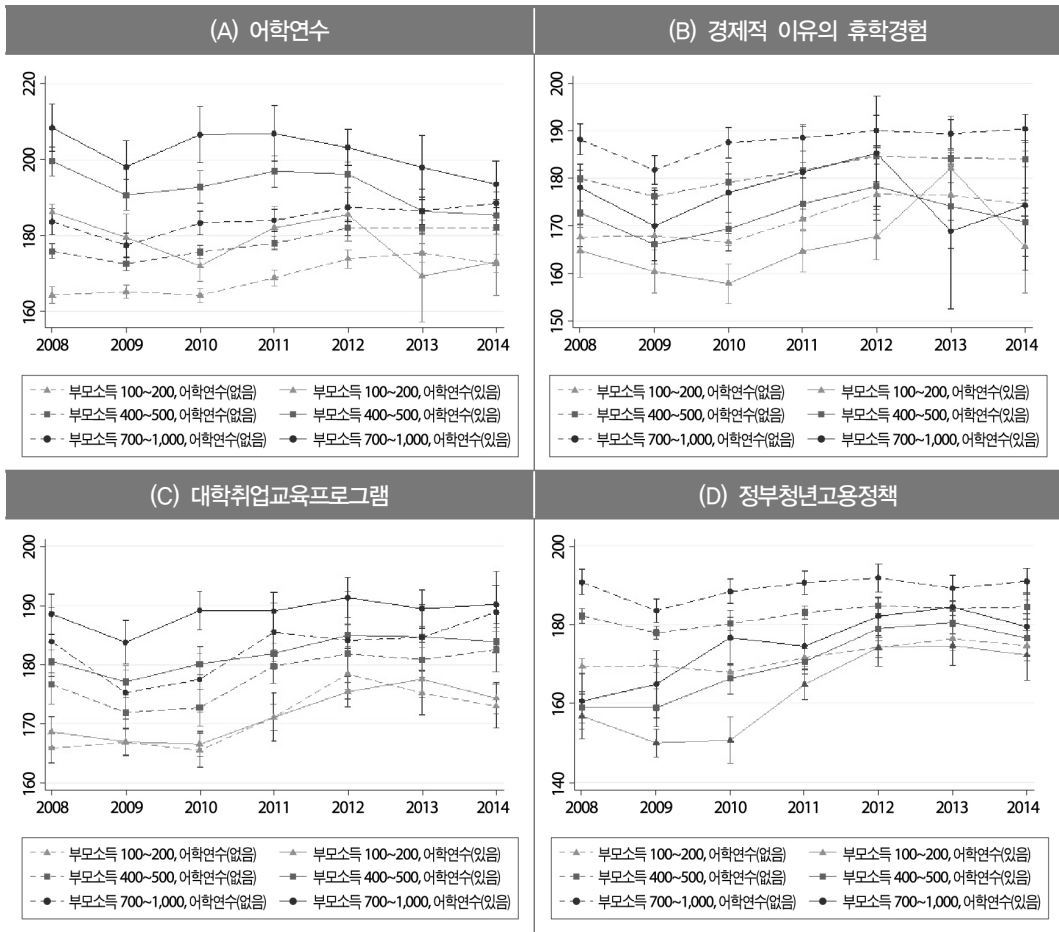 (A) 어학연수
(B) 경제적 이유의 휴학경험
220
200
180
160
2008 2009 2010 2011 2012 2013 2014
200
190
180
170
160
150
2008 2009 2010 2011 2012 2013 2014
부모소득 100~200, 어학연수(없음) 부모소득 100~200, 어학연수(있음)
부모소득 400~500, 어학연수(없음) 부모소득 400~500, 어학연수(있음)
부모소득 700~1,000, 어학연수(없음) 부모소득 700~1,000, 어학연수(있음)
부모소득 100~200, 어학연수(없음) 부모소득 100~200, 어학연수(있음)
부모소득 400~500, 어학연수(없음) 부모소득 400~500, 어학연수(있음)
부모소득 700~1,000, 어학연수(없음) 부모소득 700~1,000, 어학연수(있음)
(C) 대학취업교육프로그램
(D) 정부청년고용정책
200
190
180
170
160
2008 2009 2010 2011 2012 2013 2014
200
180
160
140
2008 2009 2010 2011 2012 2013 2014
부모소득 100~200, 어학연수(없음) 부모소득 100~200, 어학연수(있음)
부모소득 400~500, 어학연수(없음) 부모소득 400~500, 어학연수(있음)
부모소득 700~1,000, 어학연수(없음) 부모소득 700~1,000, 어학연수(있음)
부모소득 100~200, 어학연수(없음) 부모소득 100~200, 어학연수(있음)
부모소득 400~500, 어학연수(없음) 부모소득 400~500, 어학연수(있음)
부모소득 700~1,000, 어학연수(없음) 부모소득 700~1,000, 어학연수(있음)